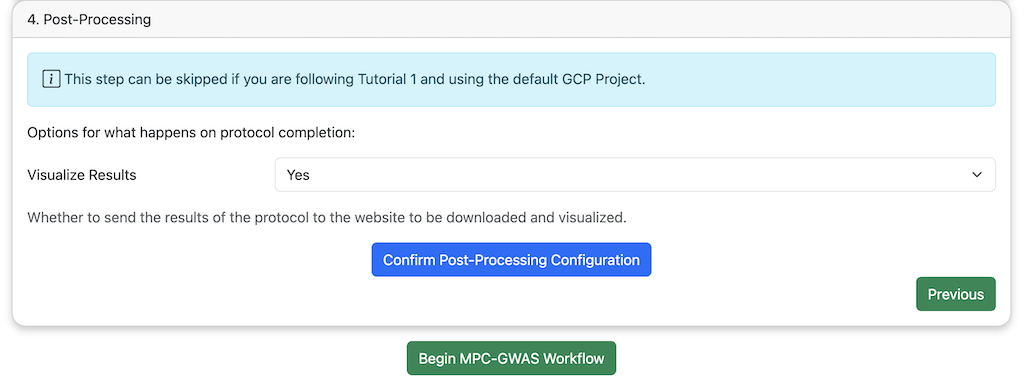 4. Post-Processing
i This step can be skipped if you are following Tutorial 1 and using the default GCP Project.
Options for what happens on protocol completion:
Visualize Results Yes
Whether to send the results of the protocol to the website to be downloaded and visualized.
Confirm Post-Processing Configuration
Previous
Begin MPC-GWAS Workflow